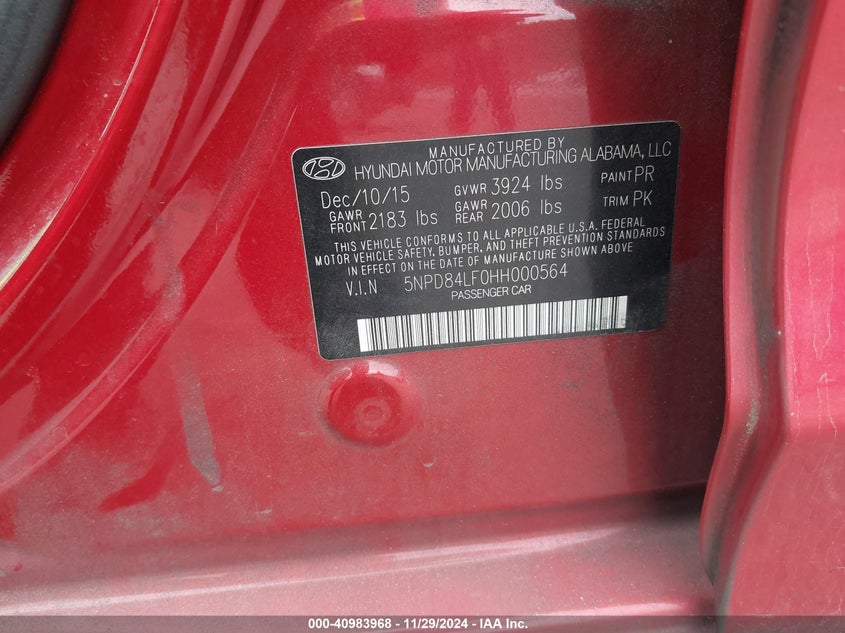 MANUFACTURED BY
HYUNDAI MOTOR MANUFACTURING ALABAMA, LLC
Dec/10/15 GVWR 3924 lbs PAINT PR
GAWR FRONT 2183 lbs GAWR REAR 2006 lbs TRIM PK
THIS VEHICLE CONFORMS TO ALL APPLICABLE U.S.A. FEDERAL
MOTOR VEHICLE SAFETY, BUMPER, AND THEFT PREVENTION STANDARDS
IN EFFECT ON THE DATE OF MANUFACTURE SHOWN ABOVE
V.I.N 5NPD84LF0HH000564
PASSENGER CAR
000-40983968 - 11/29/2024 - IAA Inc.